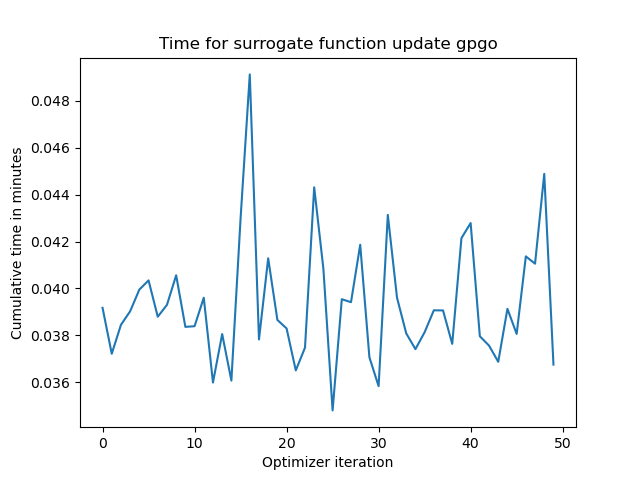 Time for surrogate function update gpgo
0.048
0.046
0.044
0.042
0.040
0.038
0.036
Cumulative time in minutes
0 10 20 30 40 50
Optimizer iteration